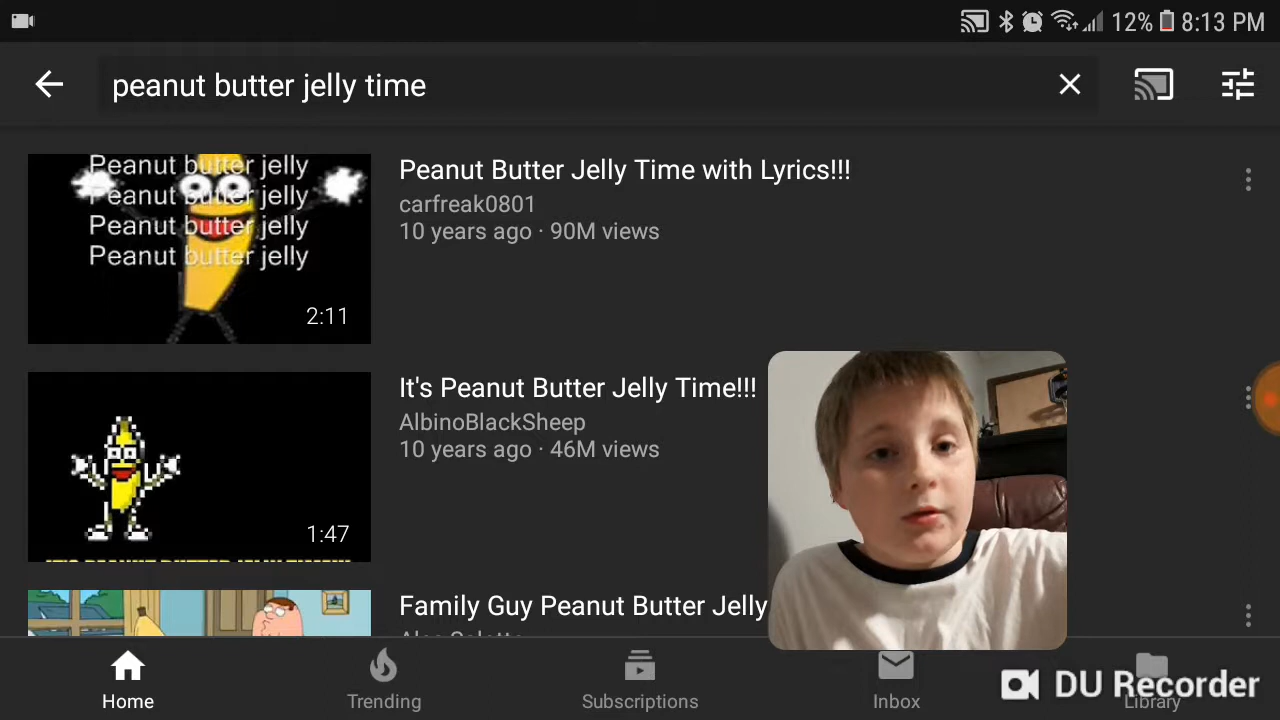 12% 8:13 PM
peanut butter jelly time
Peanut butter jelly
Peanut butter jelly
Peanut butter jelly
Peanut butter jelly
2:11
Peanut Butter Jelly Time with Lyrics!!!
carfreak0801
10 years ago · 90M views
1:47
It's Peanut Butter Jelly Time!!!
AlbinoBlackSheep
10 years ago · 46M views
Family Guy Peanut Butter Jelly
Home
Trending
Subscriptions
Inbox
Library
DU Recorder